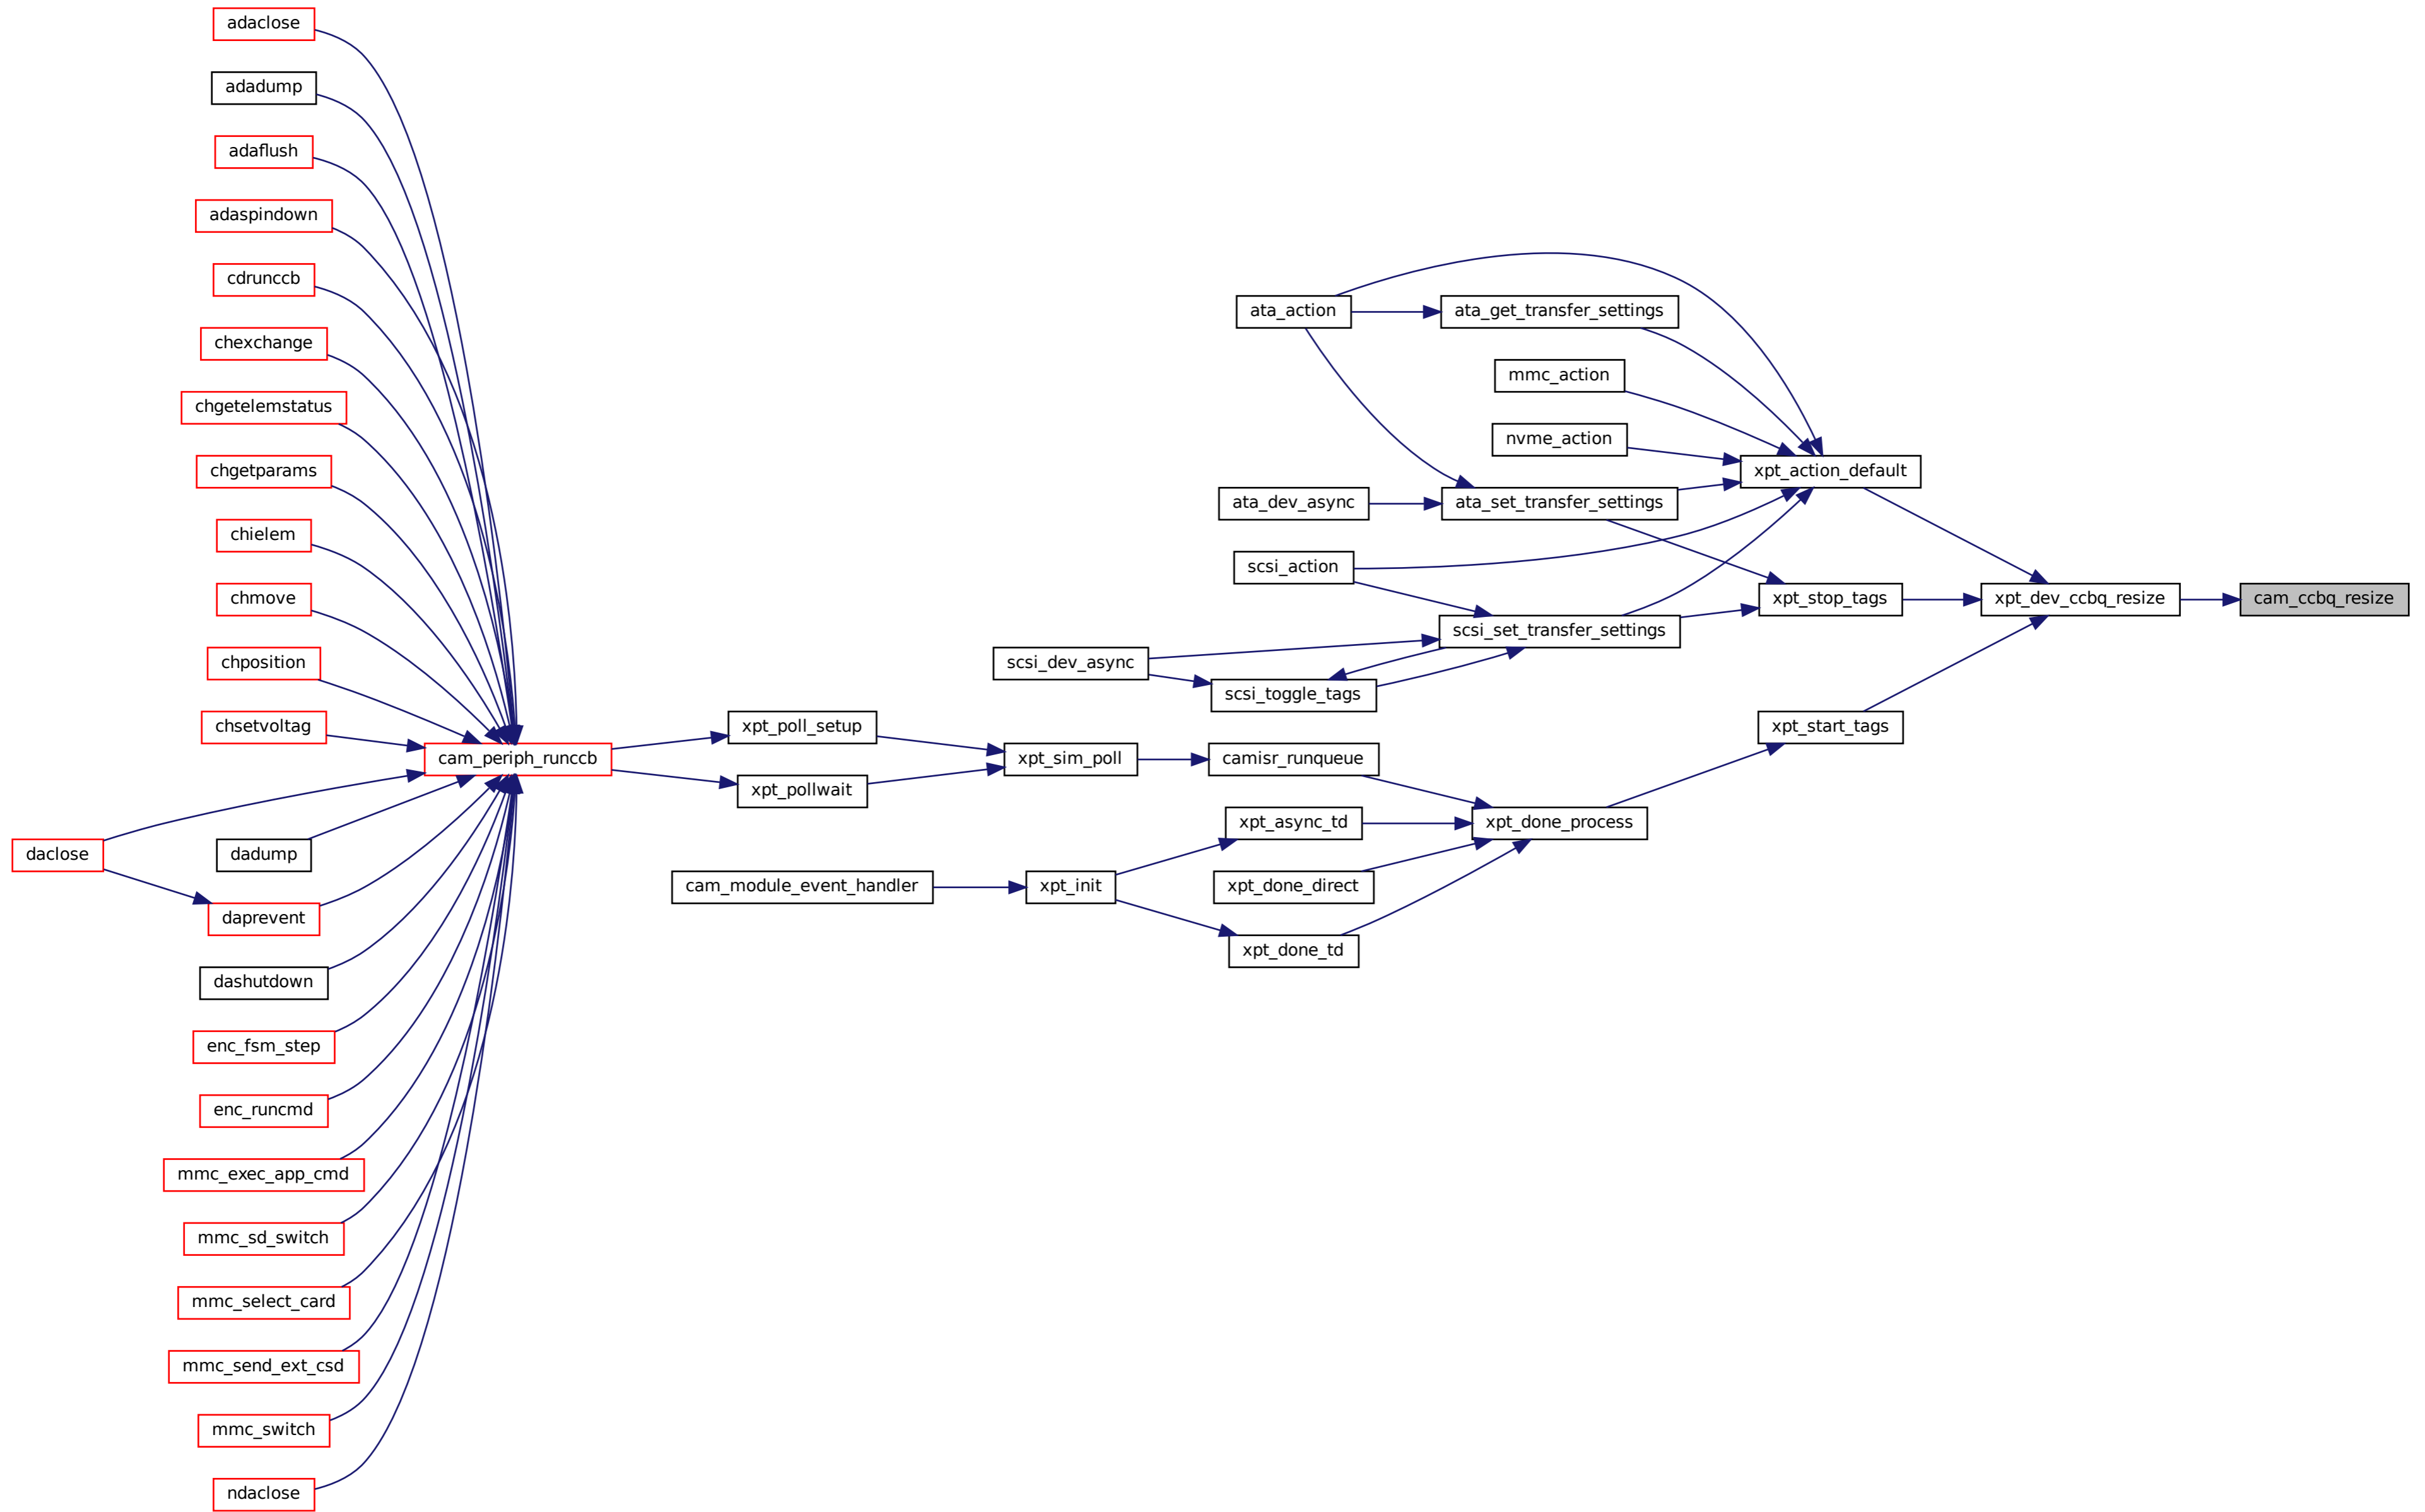 adaclose
adadump
adaflush
adaspindown
cdrunccb
chexchange
chgetelemstatus
chgetparams
chielem
chmove
chposition
chsetvoltag
cam_periph_runccb
daclose
dadump
daprevent
dashutdown
enc_fsm_step
enc_runcmd
mmc_exec_app_cmd
mmc_sd_switch
mmc_select_card
mmc_send_ext_csd
mmc_switch
ndaclose
xpt_poll_setup
xpt_pollwait
cam_module_event_handler
scsi_dev_async
xpt_sim_poll
xpt_init
ata_action
ata_dev_async
scsi_action
scsi_toggle_tags
camisr_runqueue
xpt_async_td
xpt_done_direct
xpt_done_td
ata_get_transfer_settings
mmc_action
nvme_action
ata_set_transfer_settings
scsi_set_transfer_settings
xpt_done_process
xpt_action_default
xpt_stop_tags
xpt_start_tags
xpt_dev_ccbq_resize
cam_ccbq_resize